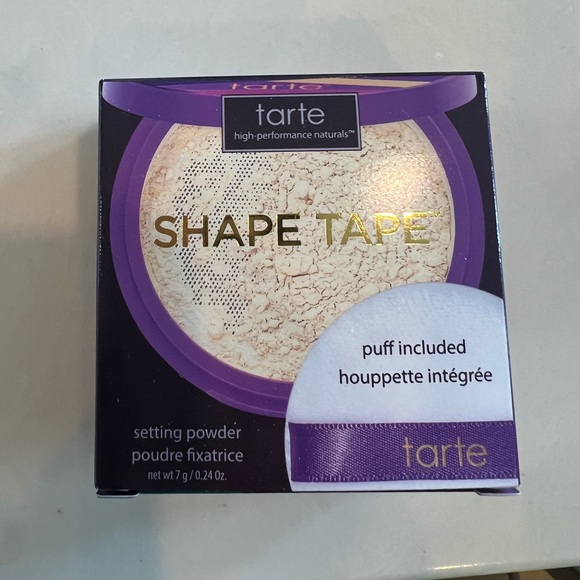 tarte
tarte
high-performance naturals™
SHAPE TAPE™
puff included
houppette intégrée
setting powder
poudre fixatrice
net wt 7 g / 0.24 Oz.
tarte